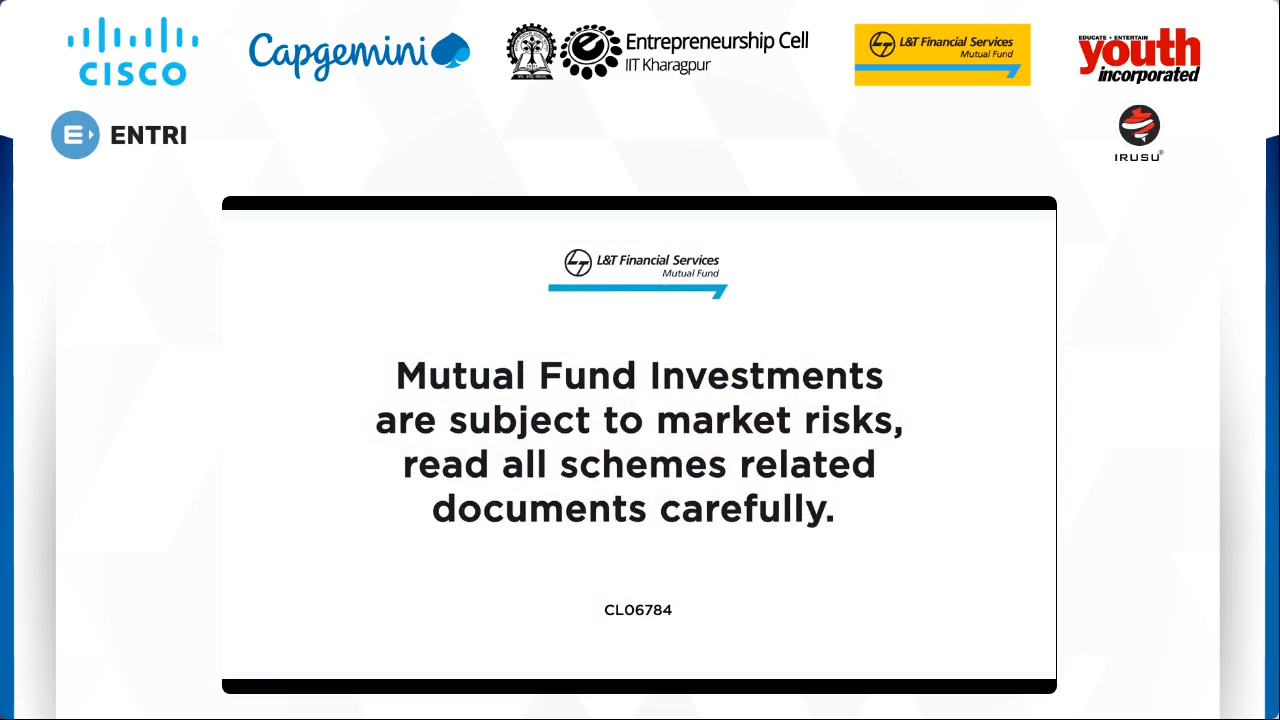 CISCO
Capgemini
Entrepreneurship Cell
IIT Kharagpur
L&T Financial Services
Mutual Fund
EDUCATE + ENTERTAIN
youth
incorporated
ENTRI
IRUSU®
L&T Financial Services
Mutual Fund
Mutual Fund Investments
are subject to market risks,
read all schemes related
documents carefully.
CL06784